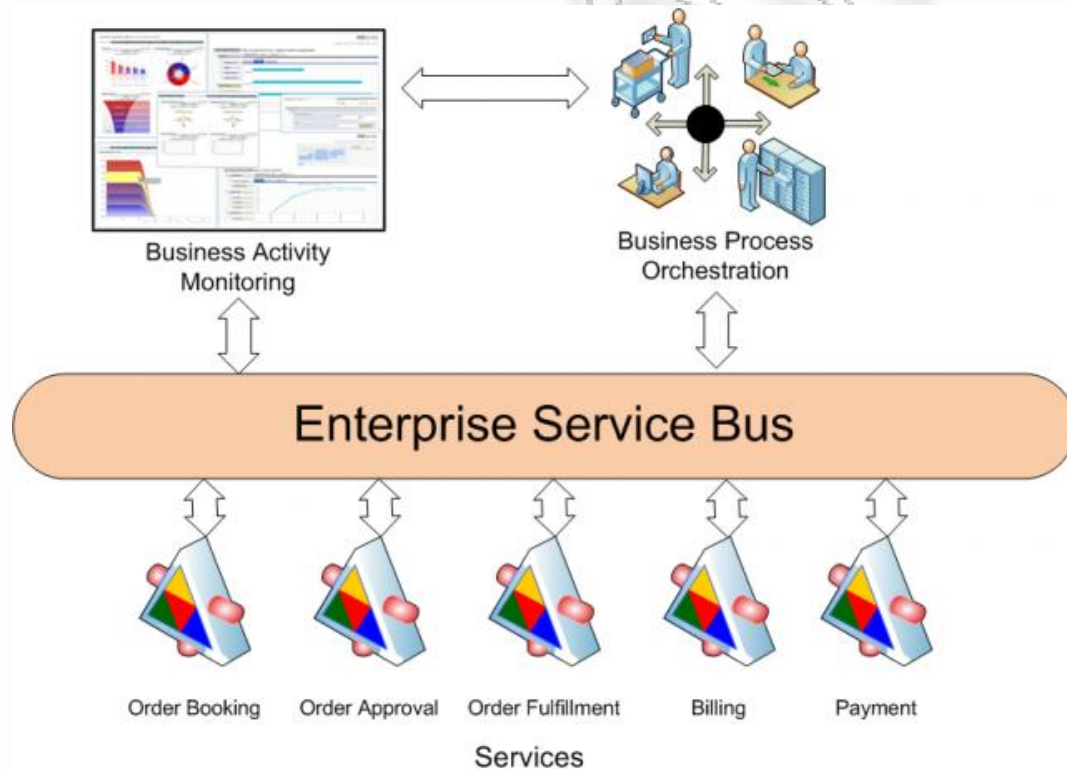 Business Activity
Monitoring
Business Process
Orchestration
Enterprise Service Bus
Order Booking
Order Approval
Order Fulfillment
Billing
Payment
Services